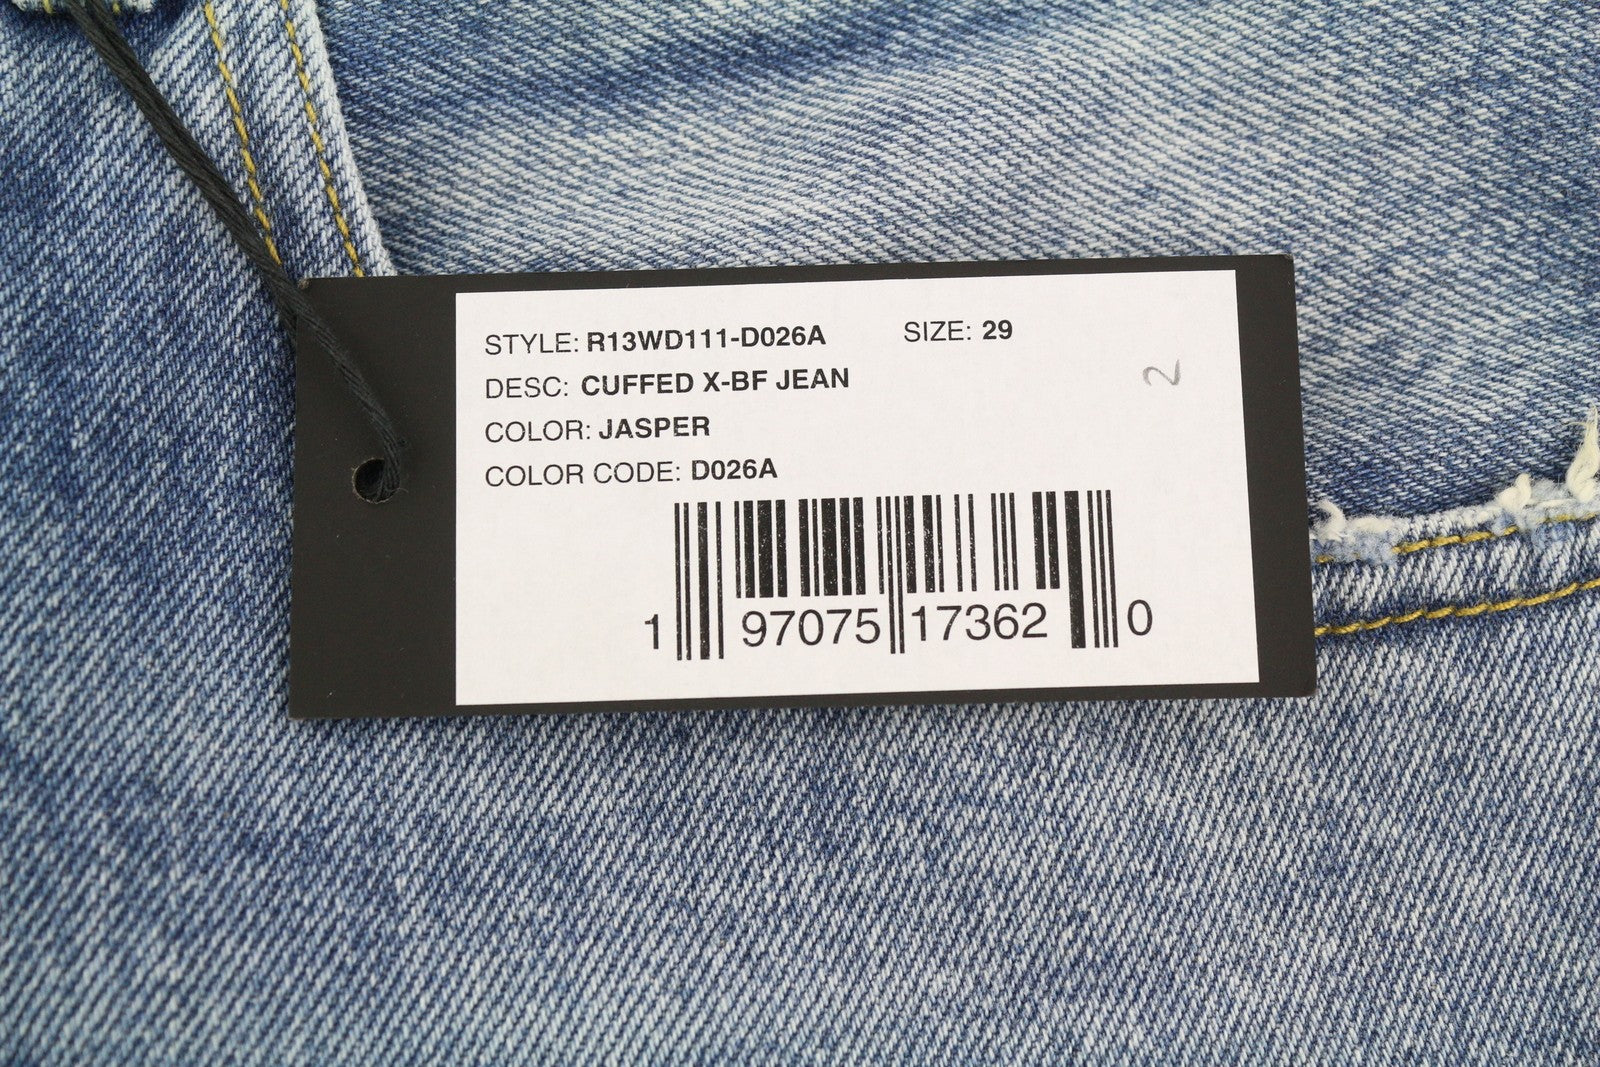 STYLE: R13WD111-D026A SIZE: 29
DESC: CUFFED X-BF JEAN
2
COLOR: JASPER
COLOR CODE: D026A
1 97075 17362 0